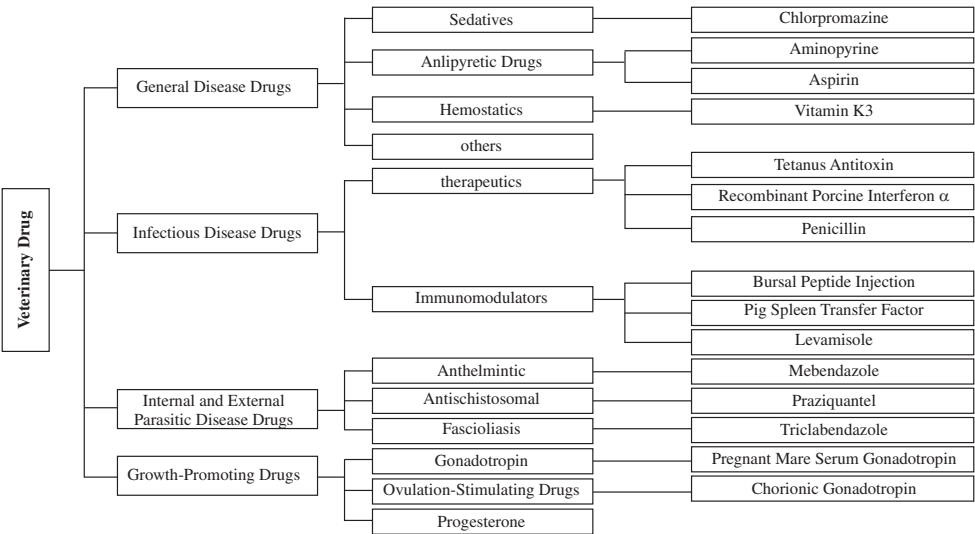 Veterinary Drug
General Disease Drugs
Sedatives
Chlorpromazine
Anlipyretic Drugs
Aminopyrine
Aspirin
Hemostatics
Vitamin K3
others
Infectious Disease Drugs
therapeutics
Tetanus Antitoxin
Recombinant Porcine Interferon α
Penicillin
Immunomodulators
Bursal Peptide Injection
Pig Spleen Transfer Factor
Levamisole
Internal and External
Parasitic Disease Drugs
Anthelmintic
Mebendazole
Antischistosomal
Praziquantel
Fascioliasis
Triclabendazole
Growth-Promoting Drugs
Gonadotropin
Pregnant Mare Serum Gonadotropin
Ovulation-Stimulating Drugs
Chorionic Gonadotropin
Progesterone